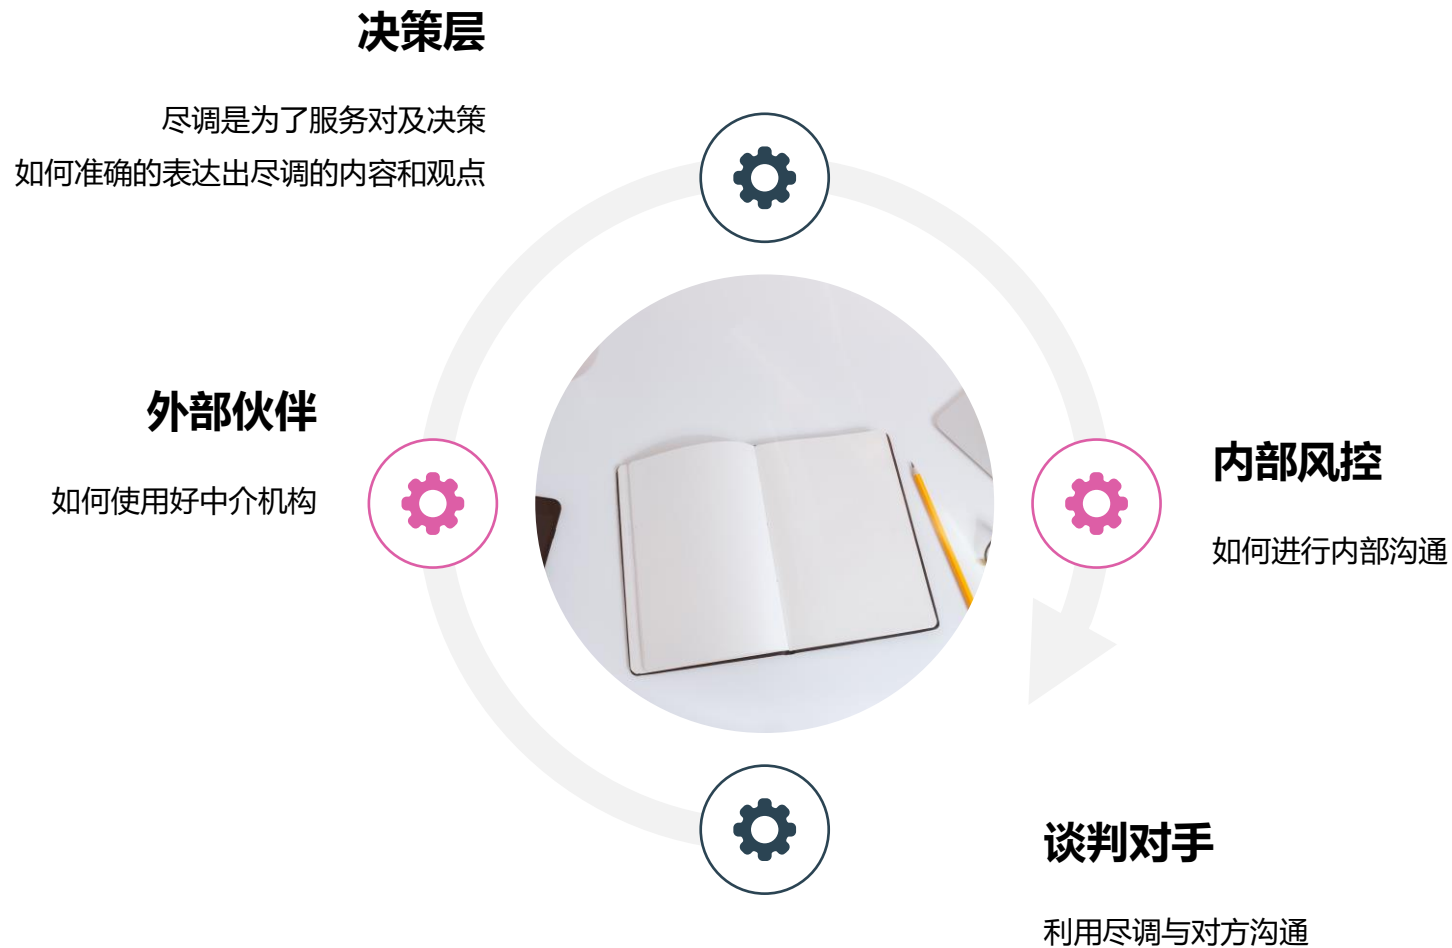 决策层
尽调是为了服务对及决策
如何准确的表达出尽调的内容和观点
外部伙伴
如何使用好中介机构
内部风控
如何进行内部沟通
谈判对手
利用尽调与对方沟通